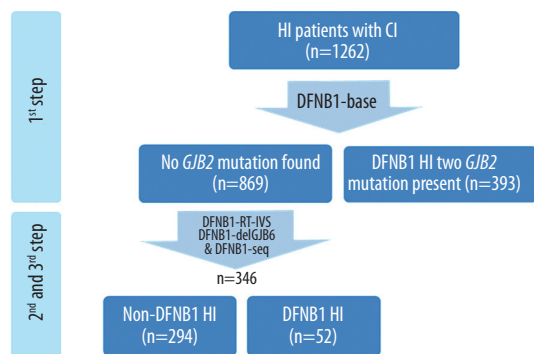 HI patients with CI
(n=1262)
1st step
DFNB1-base
No GJB2 mutation found
(n=869)
DFNB1 HI two GJB2
mutation present (n=393)
2nd and 3rd step
DFNB1-RT-IVS
DFNB1-delGJB6
& DFNB1-seq
n=346
Non-DFNB1 HI
(n=294)
DFNB1 HI
(n=52)